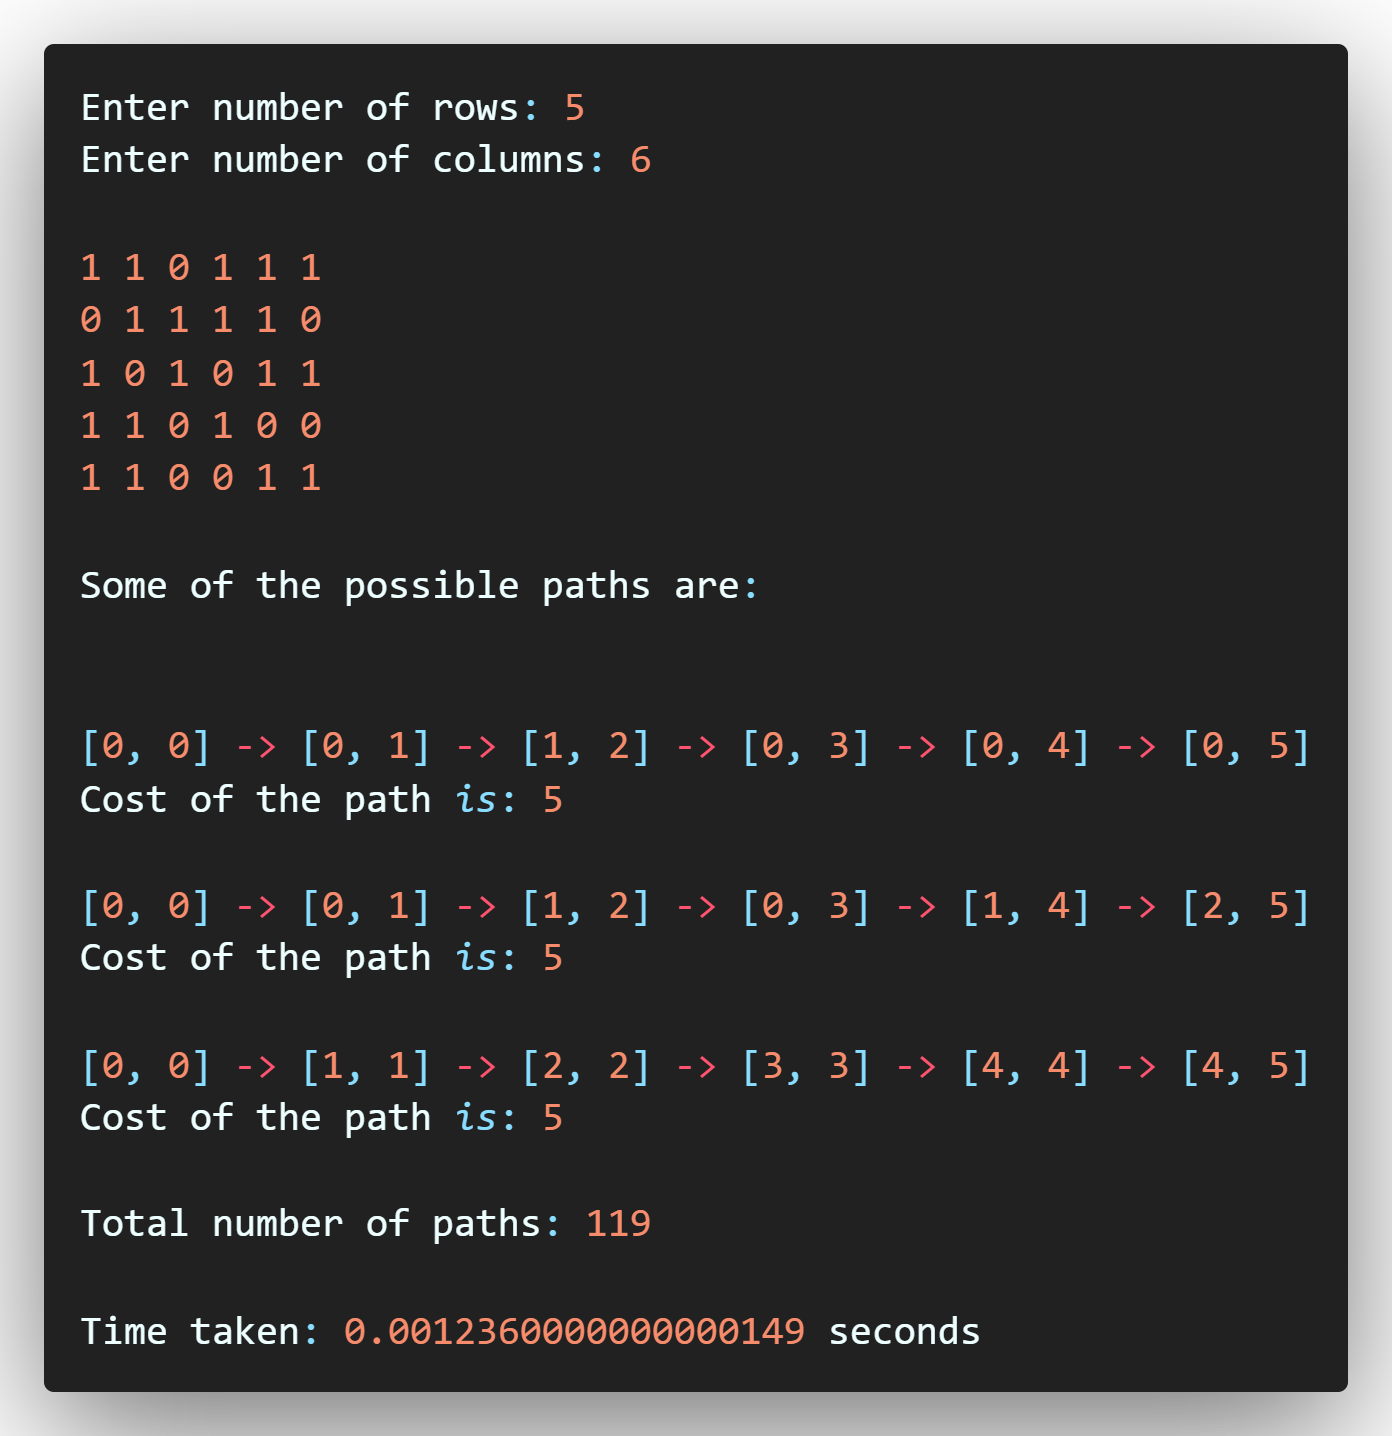 Enter number of rows: 5
Enter number of columns: 6
1 1 0 1 1 1
0 1 1 1 1 0
1 0 1 0 1 1
1 1 0 1 0 0
1 1 0 0 1 1
Some of the possible paths are:
[0, 0] -> [0, 1] -> [1, 2] -> [0, 3] -> [0, 4] -> [0, 5]
Cost of the path is: 5
[0, 0] -> [0, 1] -> [1, 2] -> [0, 3] -> [1, 4] -> [2, 5]
Cost of the path is: 5
[0, 0] -> [1, 1] -> [2, 2] -> [3, 3] -> [4, 4] -> [4, 5]
Cost of the path is: 5
Total number of paths: 119
Time taken: 0.0012360000000000149 seconds